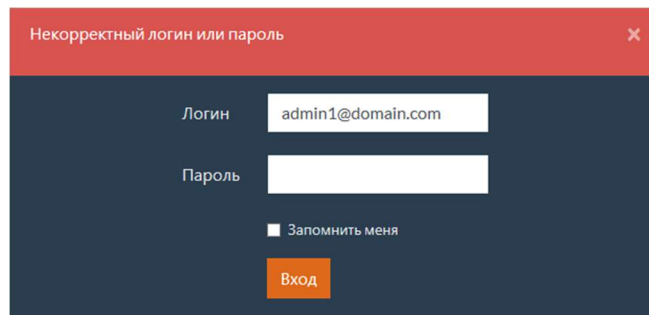 Некорректный логин или пароль
Логин admin1@domain.com
Пароль
Запомнить меня
Вход